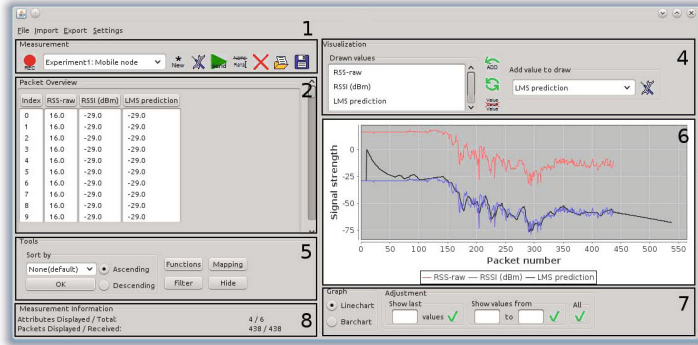 File Import Export Settings
1
Measurement
REC
Experiment1: Mobile node
New
Send
Packet Overview
2
Index RSS-raw RSSI (dBm) LMS prediction
0 16.0 -29.0 -29.0
1 16.0 -29.0 -29.0
2 16.0 -29.0 -29.0
3 16.0 -29.0 -29.0
4 16.0 -29.0 -29.0
5 16.0 -29.0 -29.0
6 16.0 -29.0 -29.0
7 16.0 -29.0 -29.0
8 16.0 -29.0 -29.0
9 16.0 -29.0 -29.0
Tools
5
Sort by
None(default)
Ascending
Descending
OK
Functions Mapping
Filter Hide
Measurement Information
8
Attributes Displayed / Total: 4 / 6
Packets Displayed / Received: 438 / 438
Visualization
4
Drawn values
RSS-raw
RSSI (dBm)
LMS prediction
ADD
Value
Value
Add value to draw
LMS prediction
6
Signal strength
0
-25
-50
-75
0 50 100 150 200 250 300 350 400 450 500 550
Packet number
RSS-raw RSSI (dBm) LMS prediction
Graph
Linechart
Barchart
Adjustment
7
Show last
values
Show values from
to
All